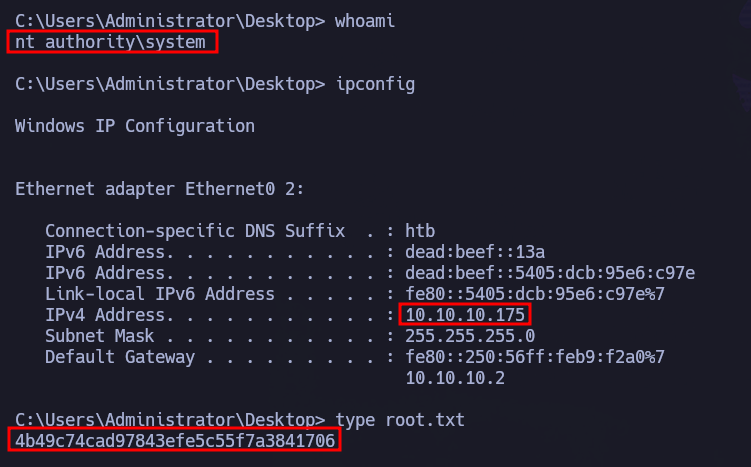 C:\Users\Administrator\Desktop> whoami
nt authority\system
C:\Users\Administrator\Desktop> ipconfig
Windows IP Configuration
Ethernet adapter Ethernet0 2:
Connection-specific DNS Suffix  . : htb
IPv6 Address. . . . . . . . . . . : dead:beef::13a
IPv6 Address. . . . . . . . . . . : dead:beef::5405:dcb:95e6:c97e
Link-local IPv6 Address . . . . . : fe80::5405:dcb:95e6:c97e%7
IPv4 Address. . . . . . . . . . . : 10.10.10.175
Subnet Mask . . . . . . . . . . . : 255.255.255.0
Default Gateway . . . . . . . . . : fe80::250:56ff:feb9:f2a0%7
10.10.10.2
C:\Users\Administrator\Desktop> type root.txt
4b49c74cad97843efe5c55f7a3841706